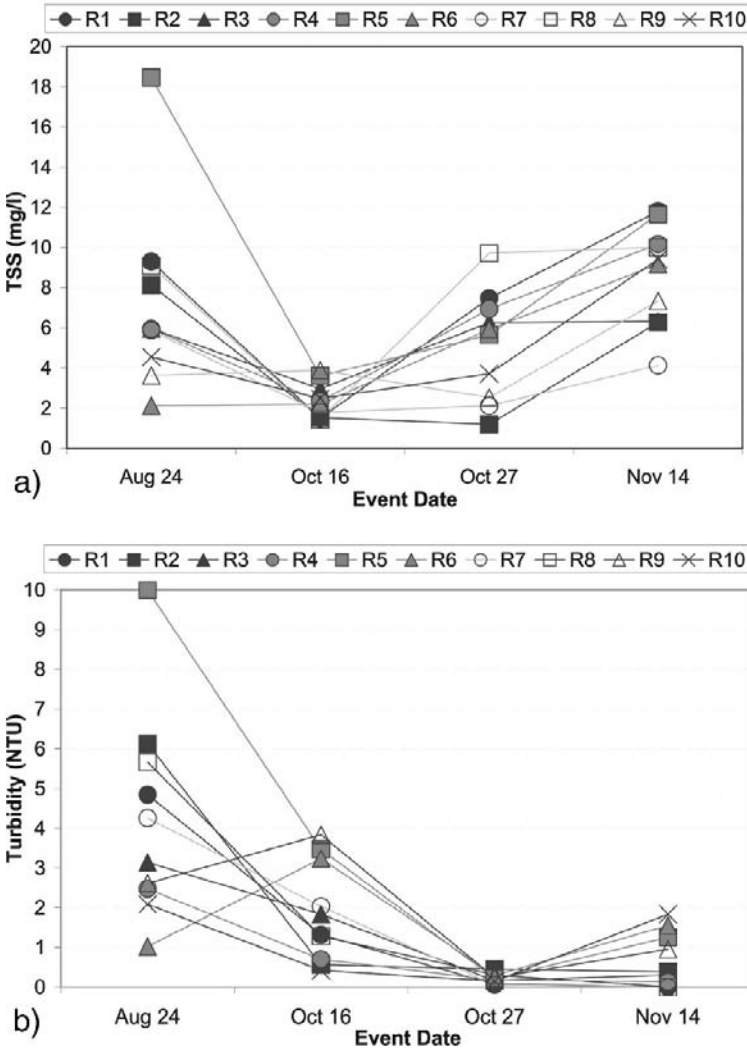 R1 R2 R3 R4 R5 R6 R7 R8 R9 R10
20
18
16
14
12
10
8
6
4
2
0
TSS (mg/l)
Aug 24 Oct 16 Oct 27 Nov 14
Event Date
a)
R1 R2 R3 R4 R5 R6 R7 R8 R9 R10
10
9
8
7
6
5
4
3
2
1
0
Turbidity (NTU)
Aug 24 Oct 16 Oct 27 Nov 14
Event Date
b)